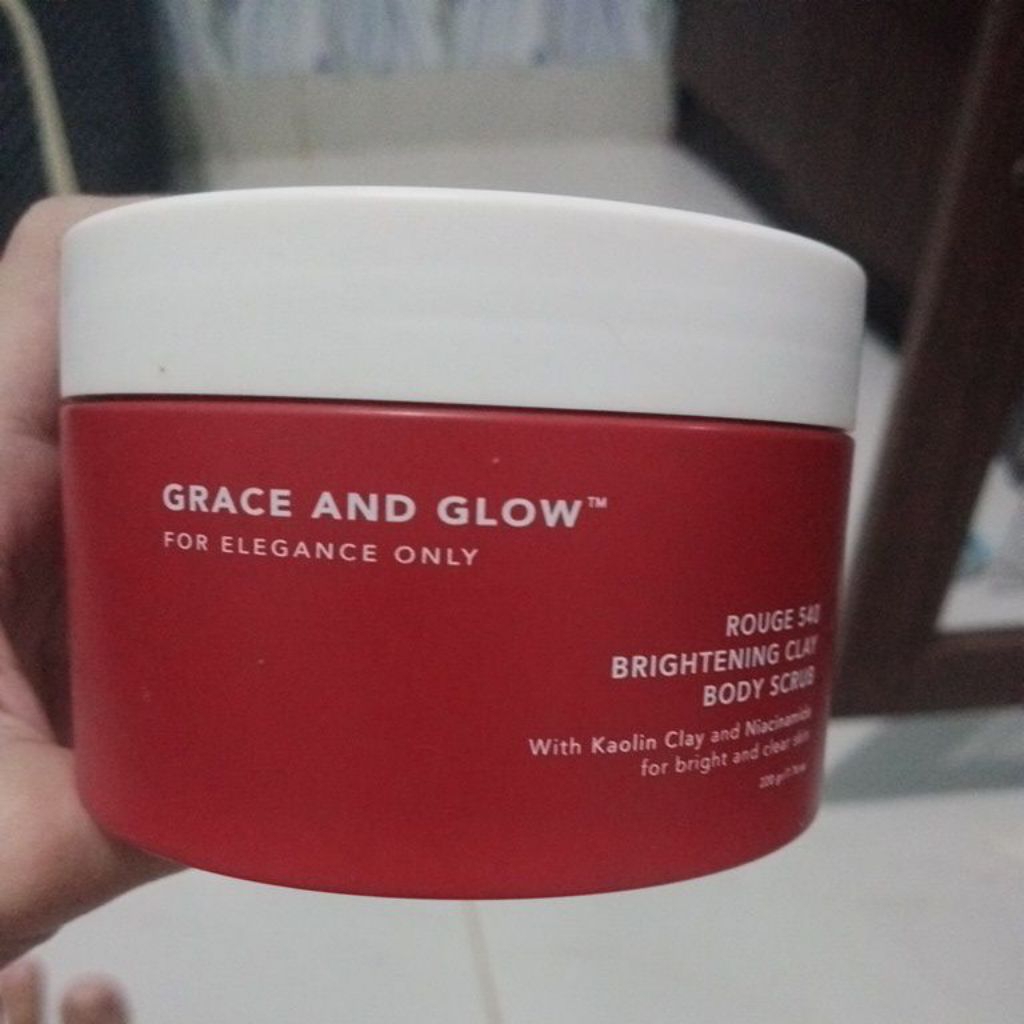 GRACE AND GLOW™
FOR ELEGANCE ONLY
ROUGE 540
BRIGHTENING CLAY
BODY SCRUB
With Kaolin Clay and Niacinamide
for bright and clear skin